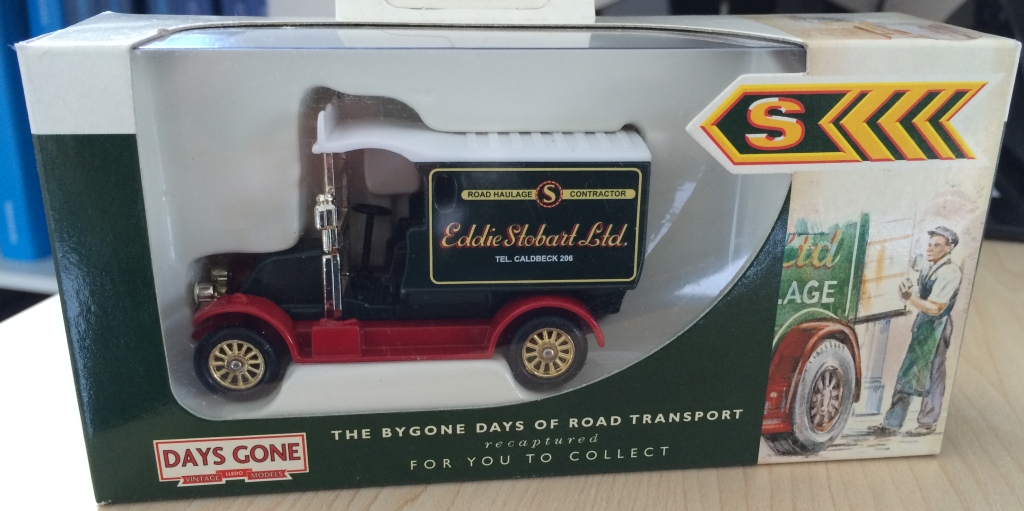 S
ROAD HAULAGE S CONTRACTOR
Eddie Stobart Ltd.
TEL. CALDBECK 206
Ltd
LAGE
DAYS GONE
VINTAGE LLEDO MODELS
THE BYGONE DAYS OF ROAD TRANSPORT
recaptured
FOR YOU TO COLLECT